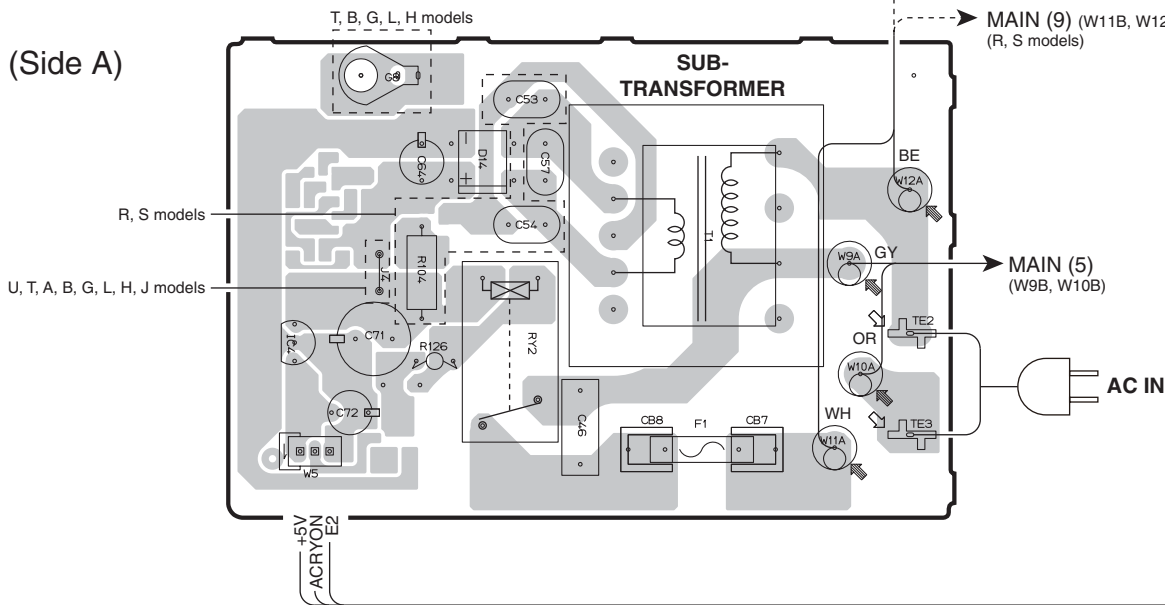 T, B, G, L, H models
MAIN (9) (W11B, W12
(R, S models)
(Side A)
SUB-
TRANSFORMER
C53
C64
D14
C57
BE
W12A
R, S models
C54
T1
GY
W9A
MAIN (5)
(W9B, W10B)
R104
U, T, A, B, G, L, H, J models
C71
IC4
R126
RY2
TE2
OR
W10A
AC IN
C72
C46
CB8
F1
CB7
WH
W11A
TE3
W5
+5V
ACRYON
E2